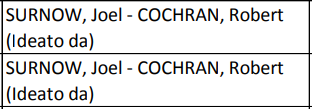 SURNOW, Joel - COCHRAN, Robert
(Ideato da)
SURNOW, Joel - COCHRAN, Robert
(Ideato da)